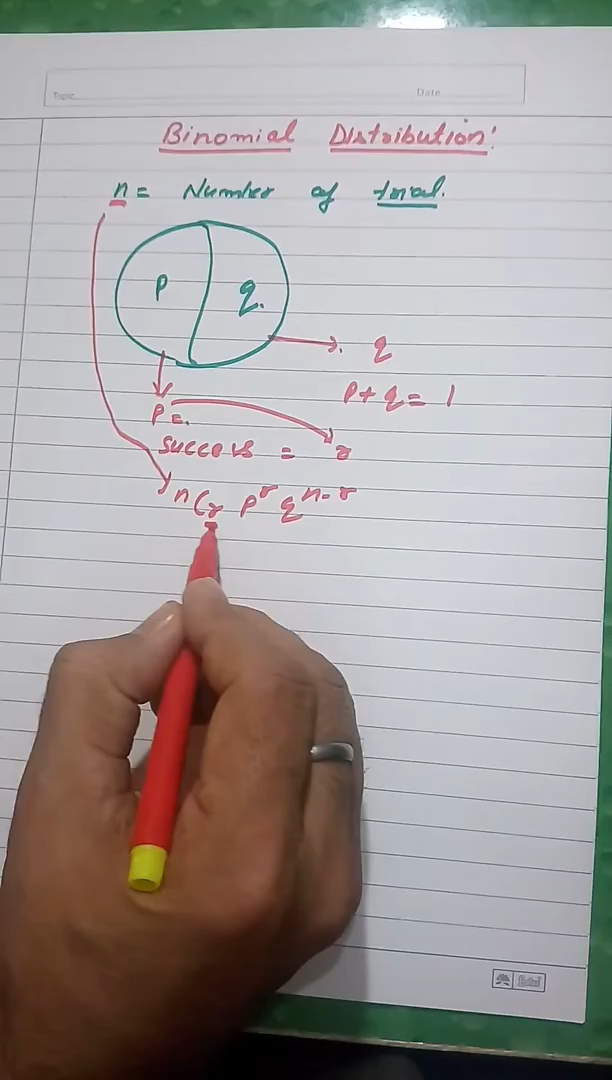 Topic Date
Binomial Distribution:
n = Number of trial.
p q.
q
p + q = 1
p =.
success = r
nCr p^r q^n-r